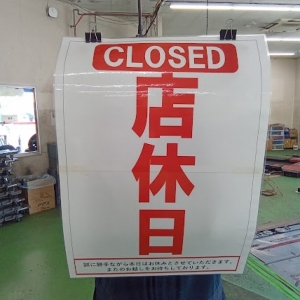 CLOSED
店休日
誠に勝手ながら本日はお休みとさせていただきます。
またのお越しをお待ちしております。